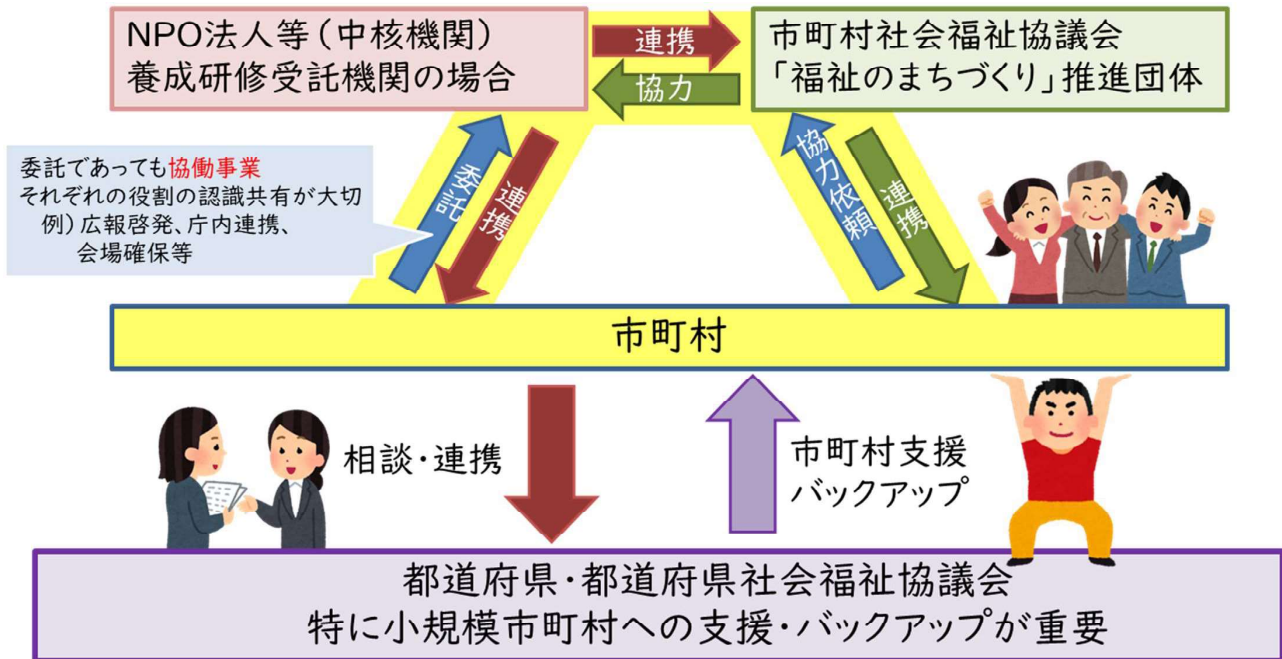 NPO法人等(中核機関)
養成研修受託機関の場合
連携
協力
市町村社会福祉協議会
「福祉のまちづくり」推進団体
委託であっても協働事業
それぞれの役割の認識共有が大切
例)広報啓発、庁内連携、
会場確保等
委託
連携
協力依頼
連携
市町村
相談・連携
市町村支援
バックアップ
都道府県・都道府県社会福祉協議会
特に小規模市町村への支援・バックアップが重要